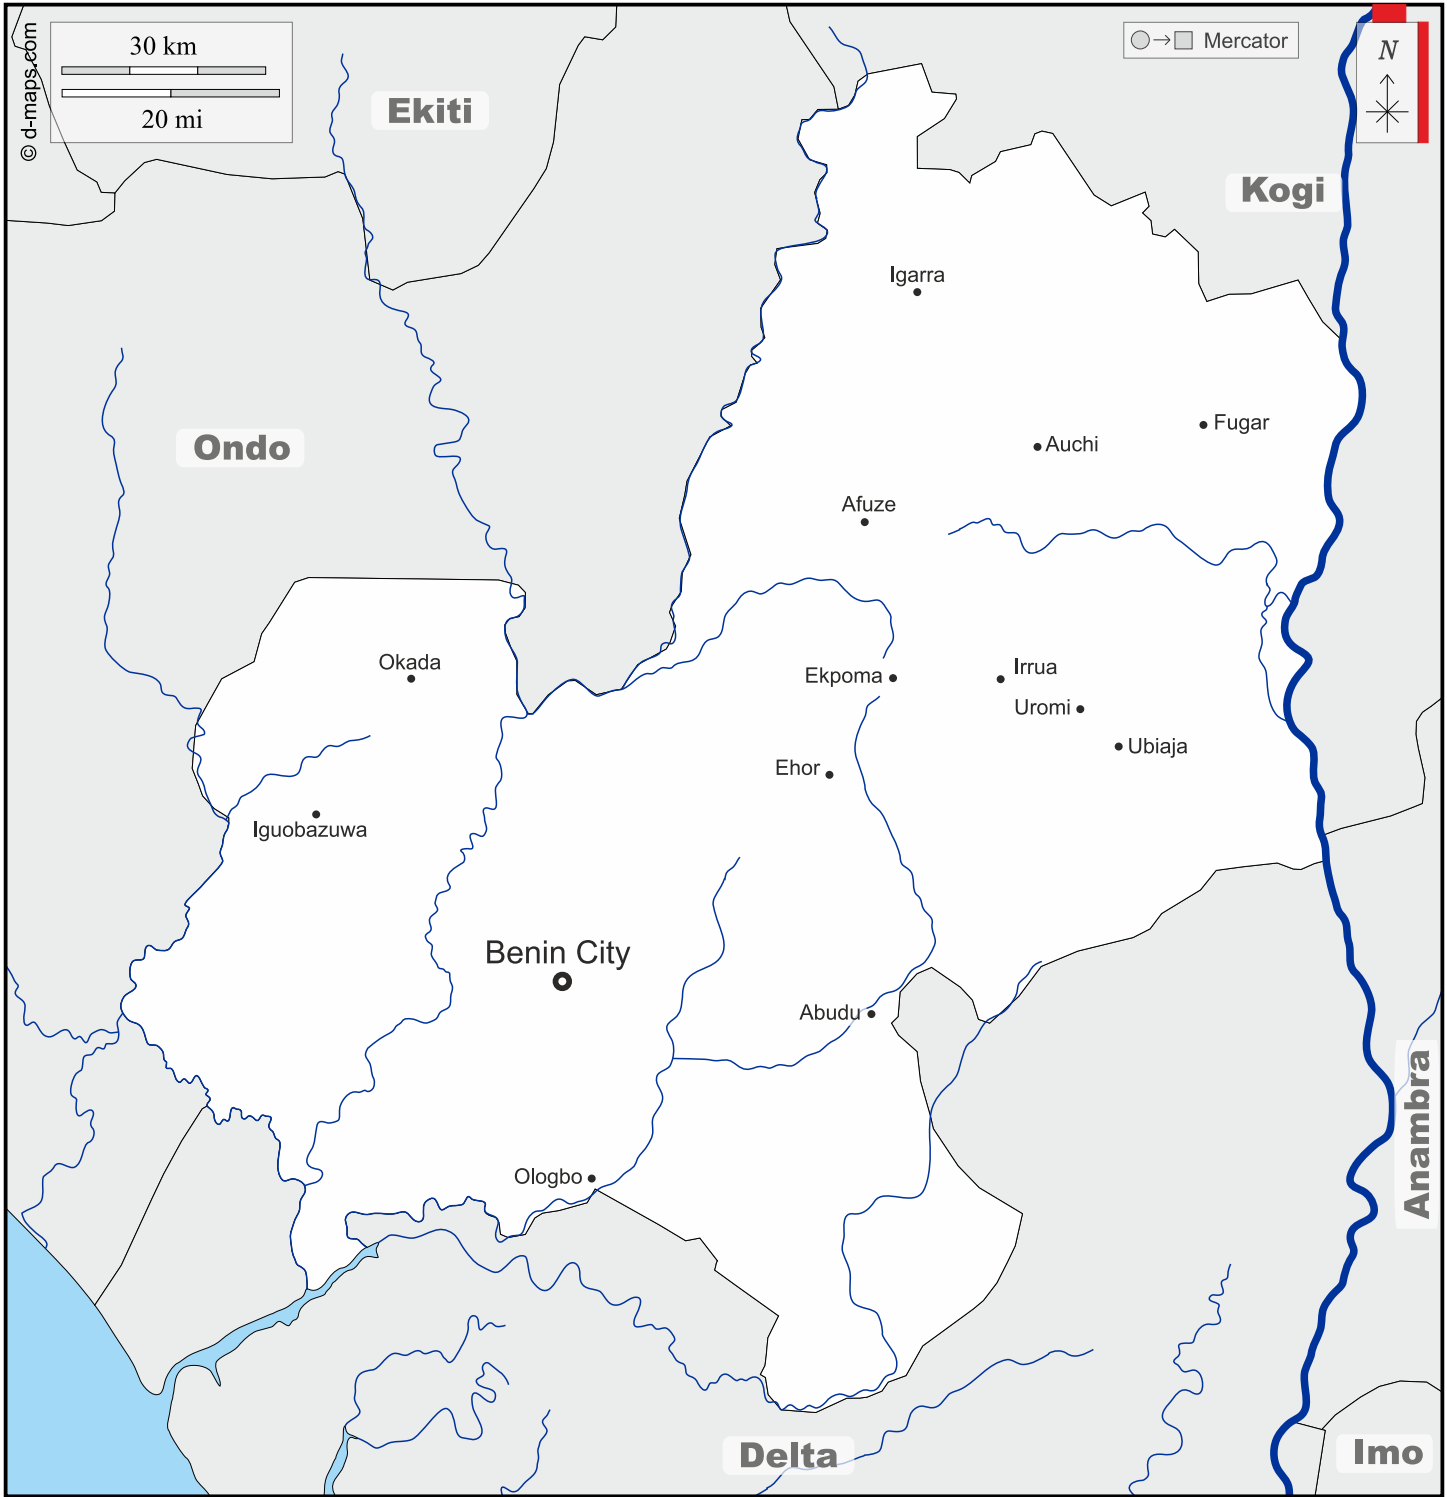 30 km
20 mi
© d-maps.com
Ekiti
Mercator
N
Kogi
Igarra
Fugar
Auchi
Ondo
Afuze
Okada
Irrua
Ekpoma
Uromi
Ubiaja
Ehor
Iguobazuwa
Benin City
Abudu
Anambra
Ologbo
Delta
Imo